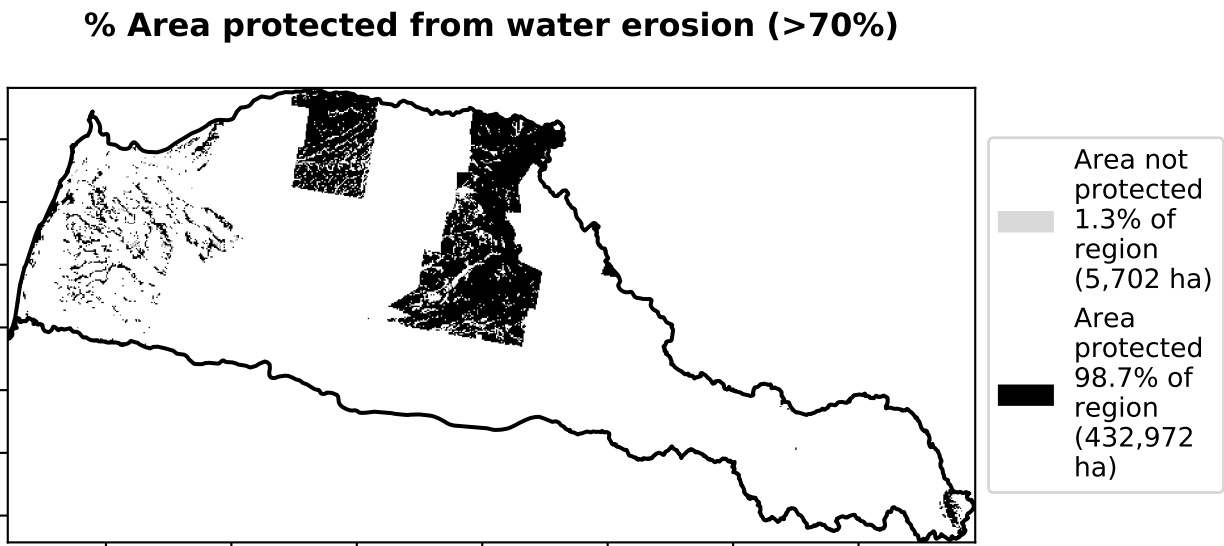 % Area protected from water erosion (>70%)
Area not
protected
1.3% of
region
(5,702 ha)
Area
protected
98.7% of
region
(432,972
ha)